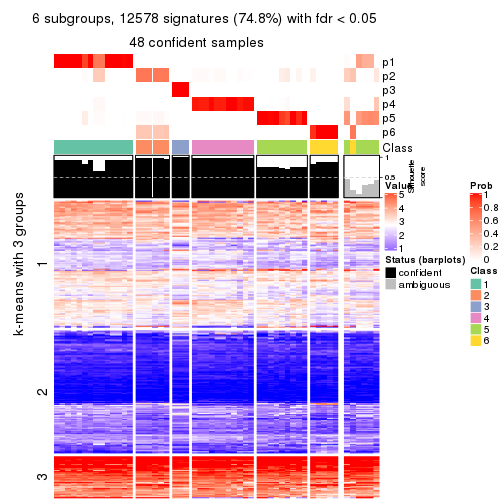 6 subgroups, 12578 signatures (74.8%) with fdr < 0.05
48 confident samples
p1
p2
p3
p4
p5
p6
Class
1
0.5
0
Silhouette
score
k-means with 3 groups
1
2
3
Value
5
4
3
2
1
Status (barplots)
confident
ambiguous
Prob
1
0.8
0.6
0.4
0.2
0
Class
1
2
3
4
5
6